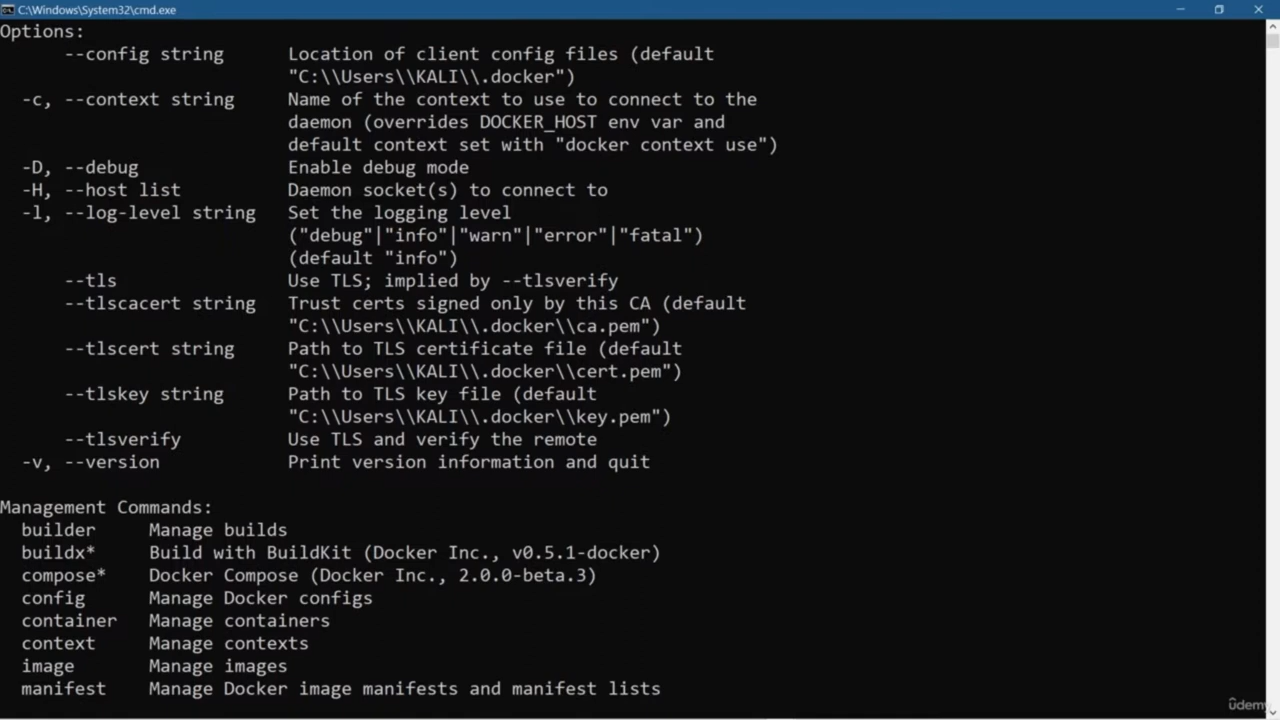 C:\Windows\System32\cmd.exe
Options:
--config string Location of client config files (default
"C:\\Users\\KALI\\.docker")
-c, --context string Name of the context to use to connect to the
daemon (overrides DOCKER_HOST env var and
default context set with "docker context use")
-D, --debug Enable debug mode
-H, --host list Daemon socket(s) to connect to
-l, --log-level string Set the logging level
("debug"|"info"|"warn"|"error"|"fatal")
(default "info")
--tls Use TLS; implied by --tlsverify
--tlscacert string Trust certs signed only by this CA (default
"C:\\Users\\KALI\\.docker\\ca.pem")
--tlscert string Path to TLS certificate file (default
"C:\\Users\\KALI\\.docker\\cert.pem")
--tlskey string Path to TLS key file (default
"C:\\Users\\KALI\\.docker\\key.pem")
--tlsverify Use TLS and verify the remote
-v, --version Print version information and quit
Management Commands:
builder Manage builds
buildx* Build with BuildKit (Docker Inc., v0.5.1-docker)
compose* Docker Compose (Docker Inc., 2.0.0-beta.3)
config Manage Docker configs
container Manage containers
context Manage contexts
image Manage images
manifest Manage Docker image manifests and manifest lists
ûdemy